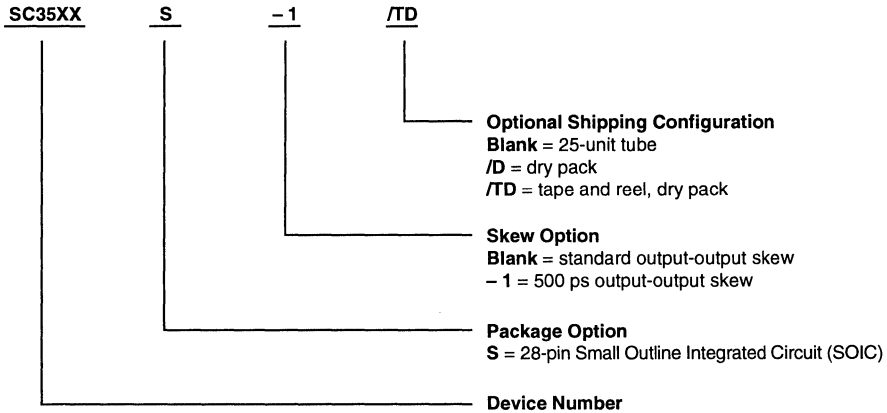 SC35XX S – 1 /TD
Optional Shipping Configuration
Blank = 25-unit tube
/D = dry pack
/TD = tape and reel, dry pack
Skew Option
Blank = standard output-output skew
– 1 = 500 ps output-output skew
Package Option
S = 28-pin Small Outline Integrated Circuit (SOIC)
Device Number